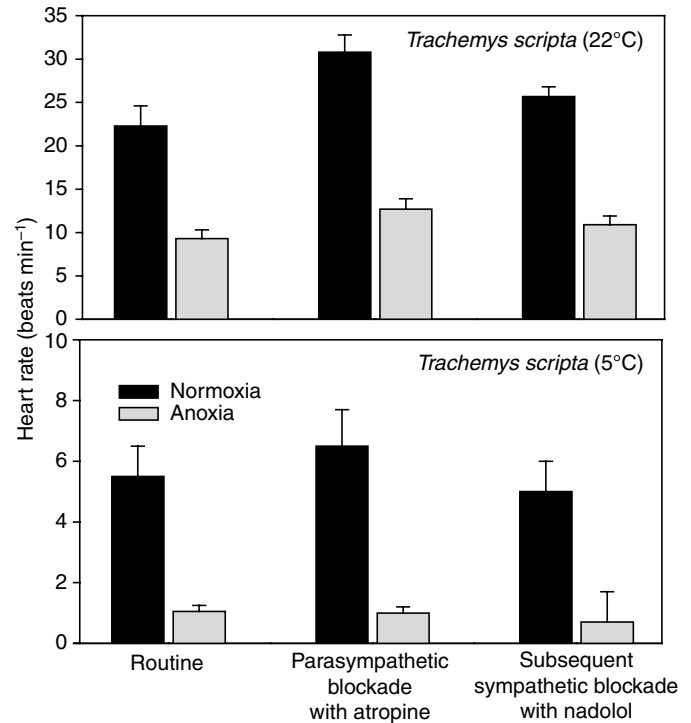 35
Trachemys scripta (22°C)
30
25
20
15
10
5
0
Heart rate (beats min⁻¹)
10
Trachemys scripta (5°C)
Normoxia
Anoxia
8
6
4
2
0
Routine
Parasympathetic
blockade
with atropine
Subsequent
sympathetic blockade
with nadolol